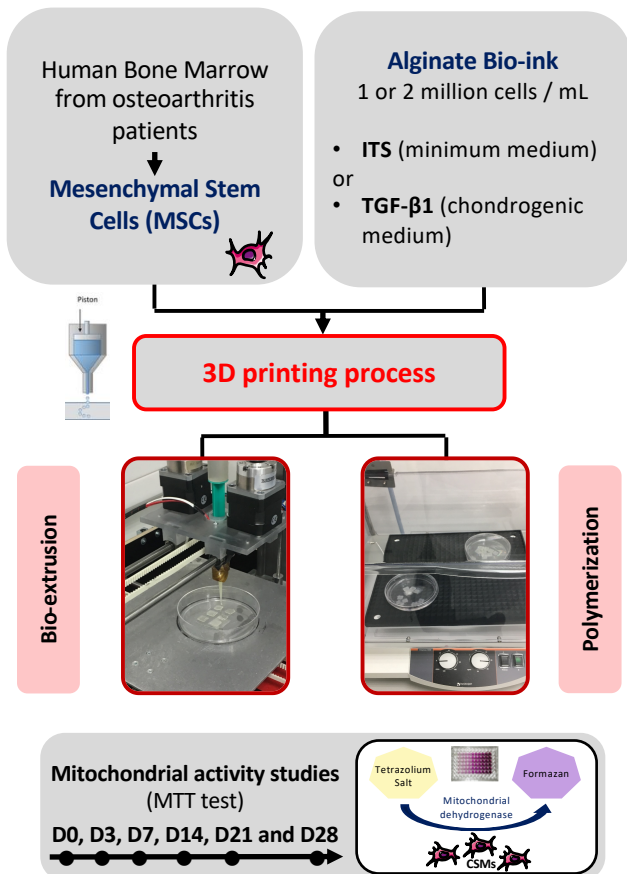 Human Bone Marrow
from osteoarthritis
patients
Mesenchymal Stem
Cells (MSCs)
Alginate Bio-ink
1 or 2 million cells / mL
• ITS (minimum medium)
or
• TGF-β1 (chondrogenic
medium)
Piston
3D printing process
Bio-extrusion
Polymerization
Mitochondrial activity studies
(MTT test)
D0, D3, D7, D14, D21 and D28
Tetrazolium
Salt
Formazan
Mitochondrial
dehydrogenase
CSMs